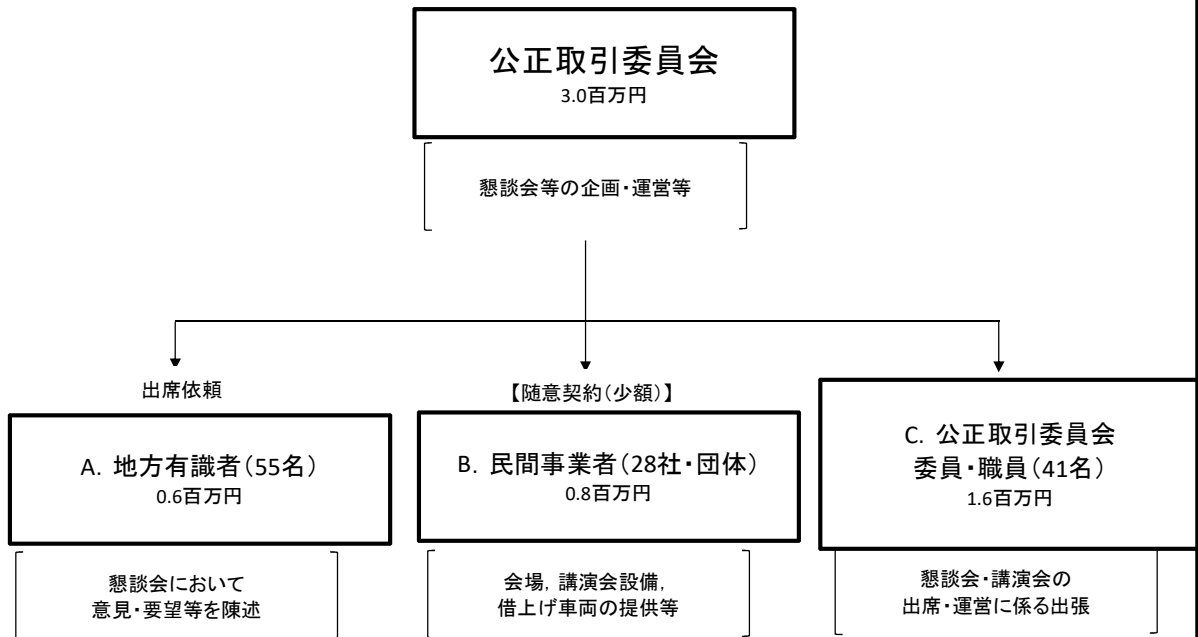 公正取引委員会
3.0百万円
懇談会等の企画・運営等
出席依頼
【随意契約(少額)】
A. 地方有識者(55名)
0.6百万円
B. 民間事業者(28社・団体)
0.8百万円
C. 公正取引委員会
委員・職員(41名)
1.6百万円
懇談会において
意見・要望等を陳述
会場，講演会設備，
借上げ車両の提供等
懇談会・講演会の
出席・運営に係る出張